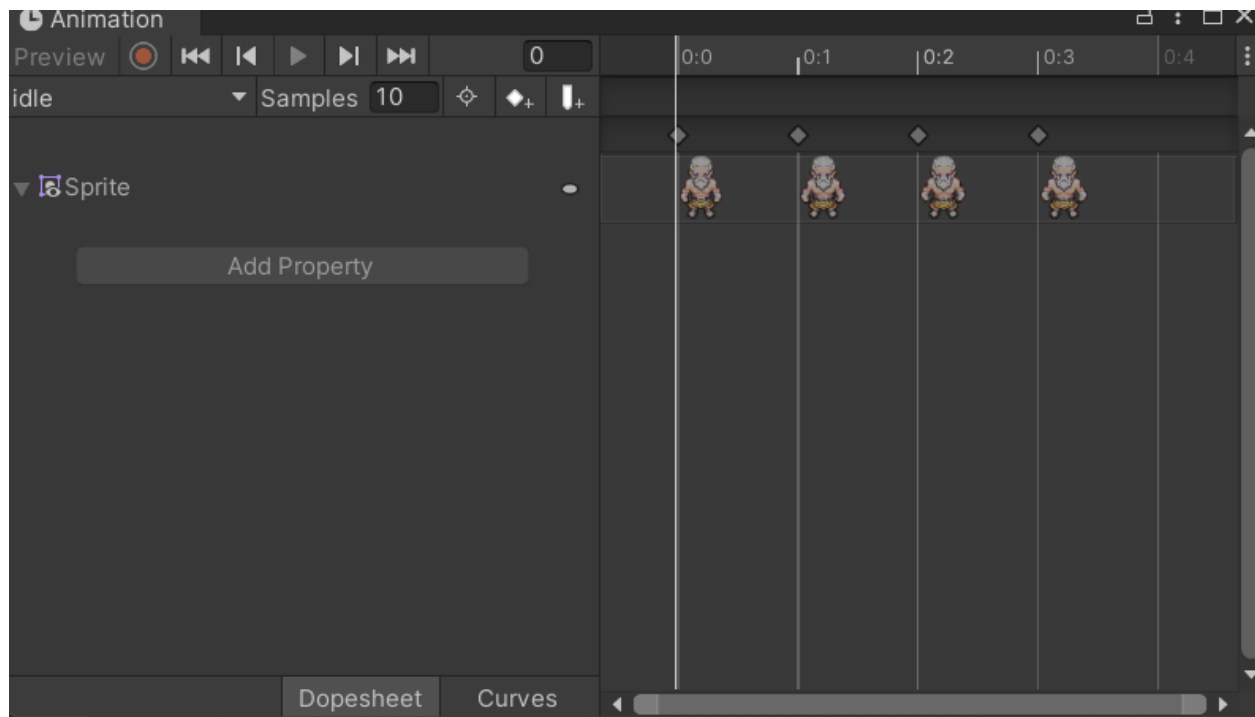 Animation
Preview 0 0:0 0:1 0:2 0:3 0:4
idle Samples 10
Sprite
Add Property
Dopesheet Curves